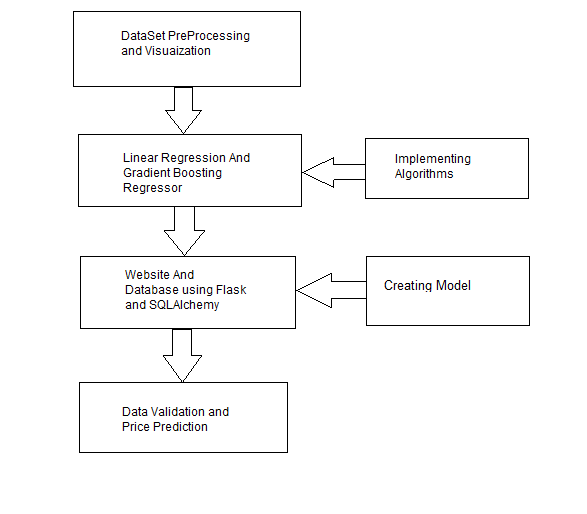 DataSet PreProcessing
and Visuaization
Linear Regression And
Gradient Boosting
Regressor
Implementing
Algorithms
Website And
Database using Flask
and SQLAlchemy
Creating Model
Data Validation and
Price Prediction